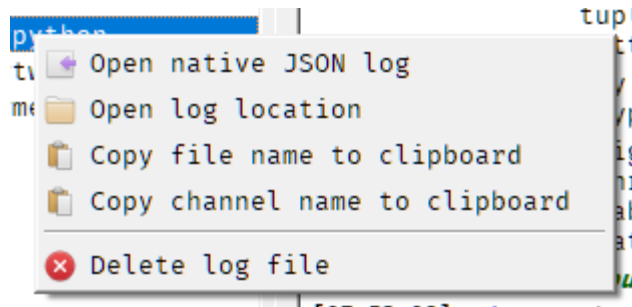 python
Open native JSON log
Open log location
Copy file name to clipboard
Copy channel name to clipboard
Delete log file